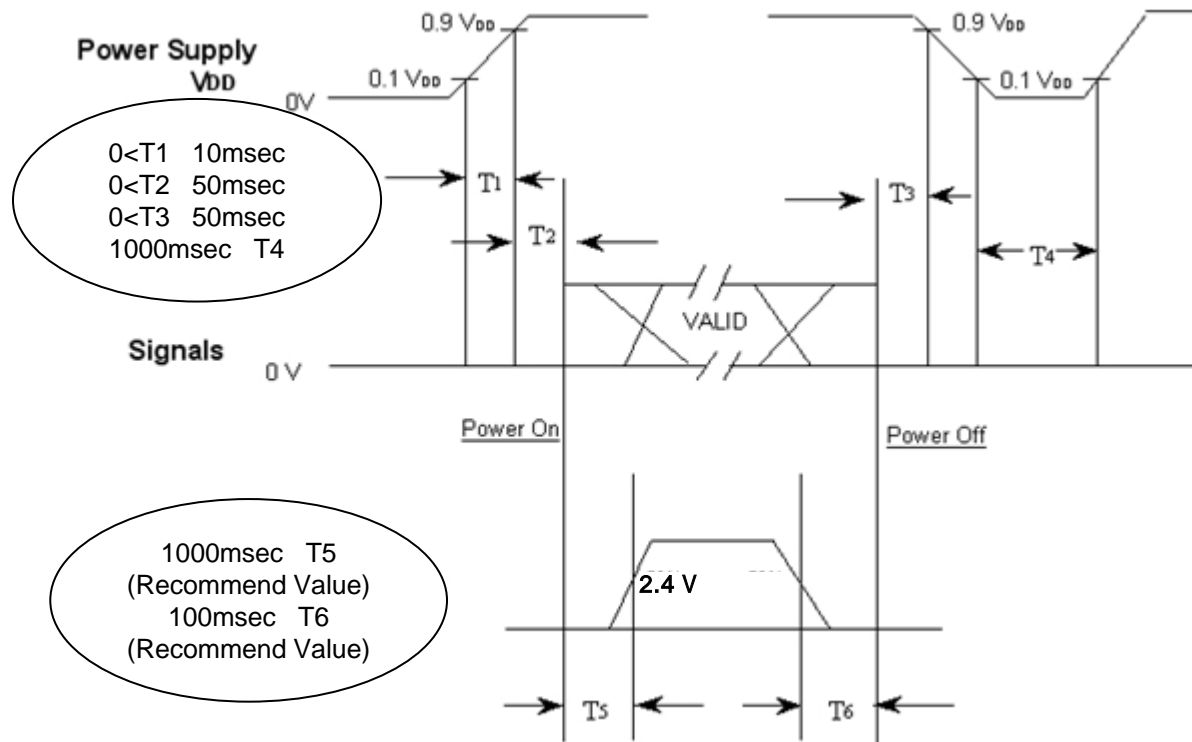 0.9 VDD
0.9 VDD
Power Supply
VDD
0.1 VDD
0.1 VDD
0V
0<T1 10msec
0<T2 50msec
0<T3 50msec
1000msec T4
T1
T2
T3
T4
VALID
Signals
0 V
Power On
Power Off
1000msec T5
(Recommend Value)
100msec T6
(Recommend Value)
2.4 V
T5
T6